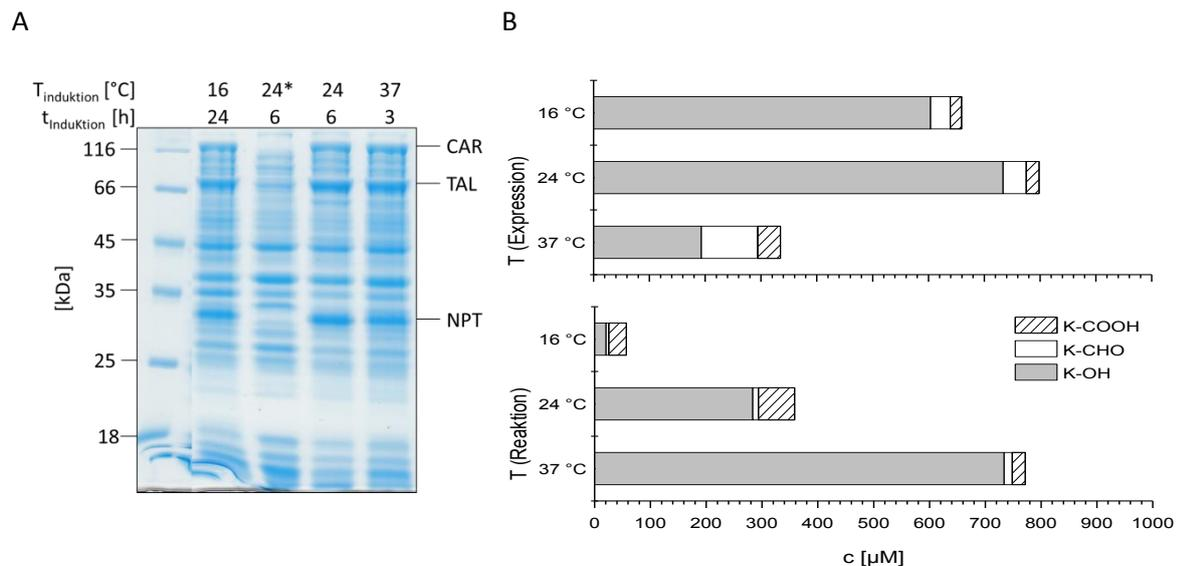 A
B
Tinduktion [°C] 16 24* 24 37
tInduKtion [h] 24 6 6 3
116
66
45
35
25
18
[kDa]
CAR
TAL
NPT
T (Expression)
16 °C
24 °C
37 °C
T (Reaktion)
16 °C
24 °C
37 °C
K-COOH
K-CHO
K-OH
0 100 200 300 400 500 600 700 800 900 1000
c [µM]